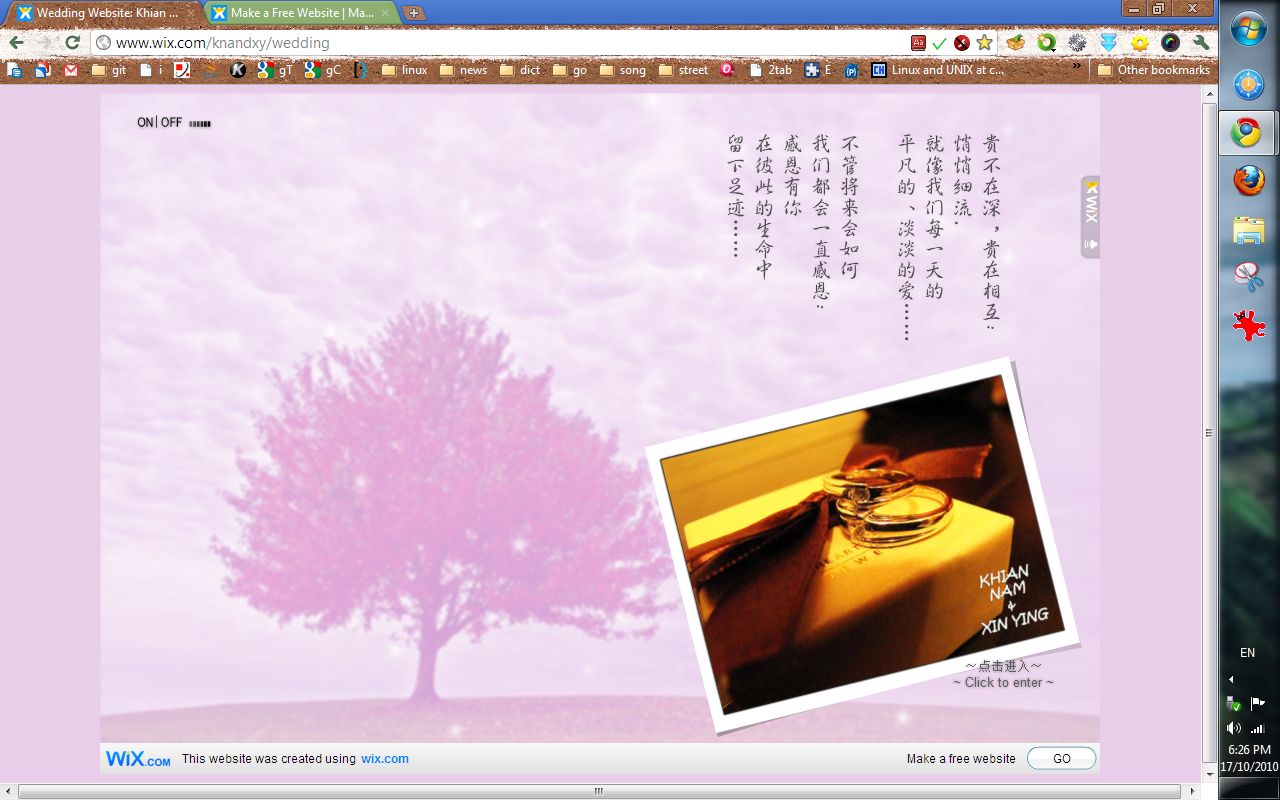 Wedding Website: Khian ...
Make a Free Website | Ma...
www.wix.com/knandxy/wedding
git
i
K
gT
gC
linux
news
dict
go
song
street
2tab
E
Linux and UNIX at c...
»
Other bookmarks
ON|OFF
贵不在深，贵在相互：
悄悄细流．
就像我们每一天的
平凡的、淡淡的爱……
不管将来会如何
我们都会一直感恩：
感恩有你
在彼此的生命中
留下足迹……
WiX
KHIAN
NAM
&
XIN YING
～点击进入～
~ Click to enter ~
WiX.COM This website was created using wix.com
Make a free website GO
EN
6:26 PM
17/10/2010